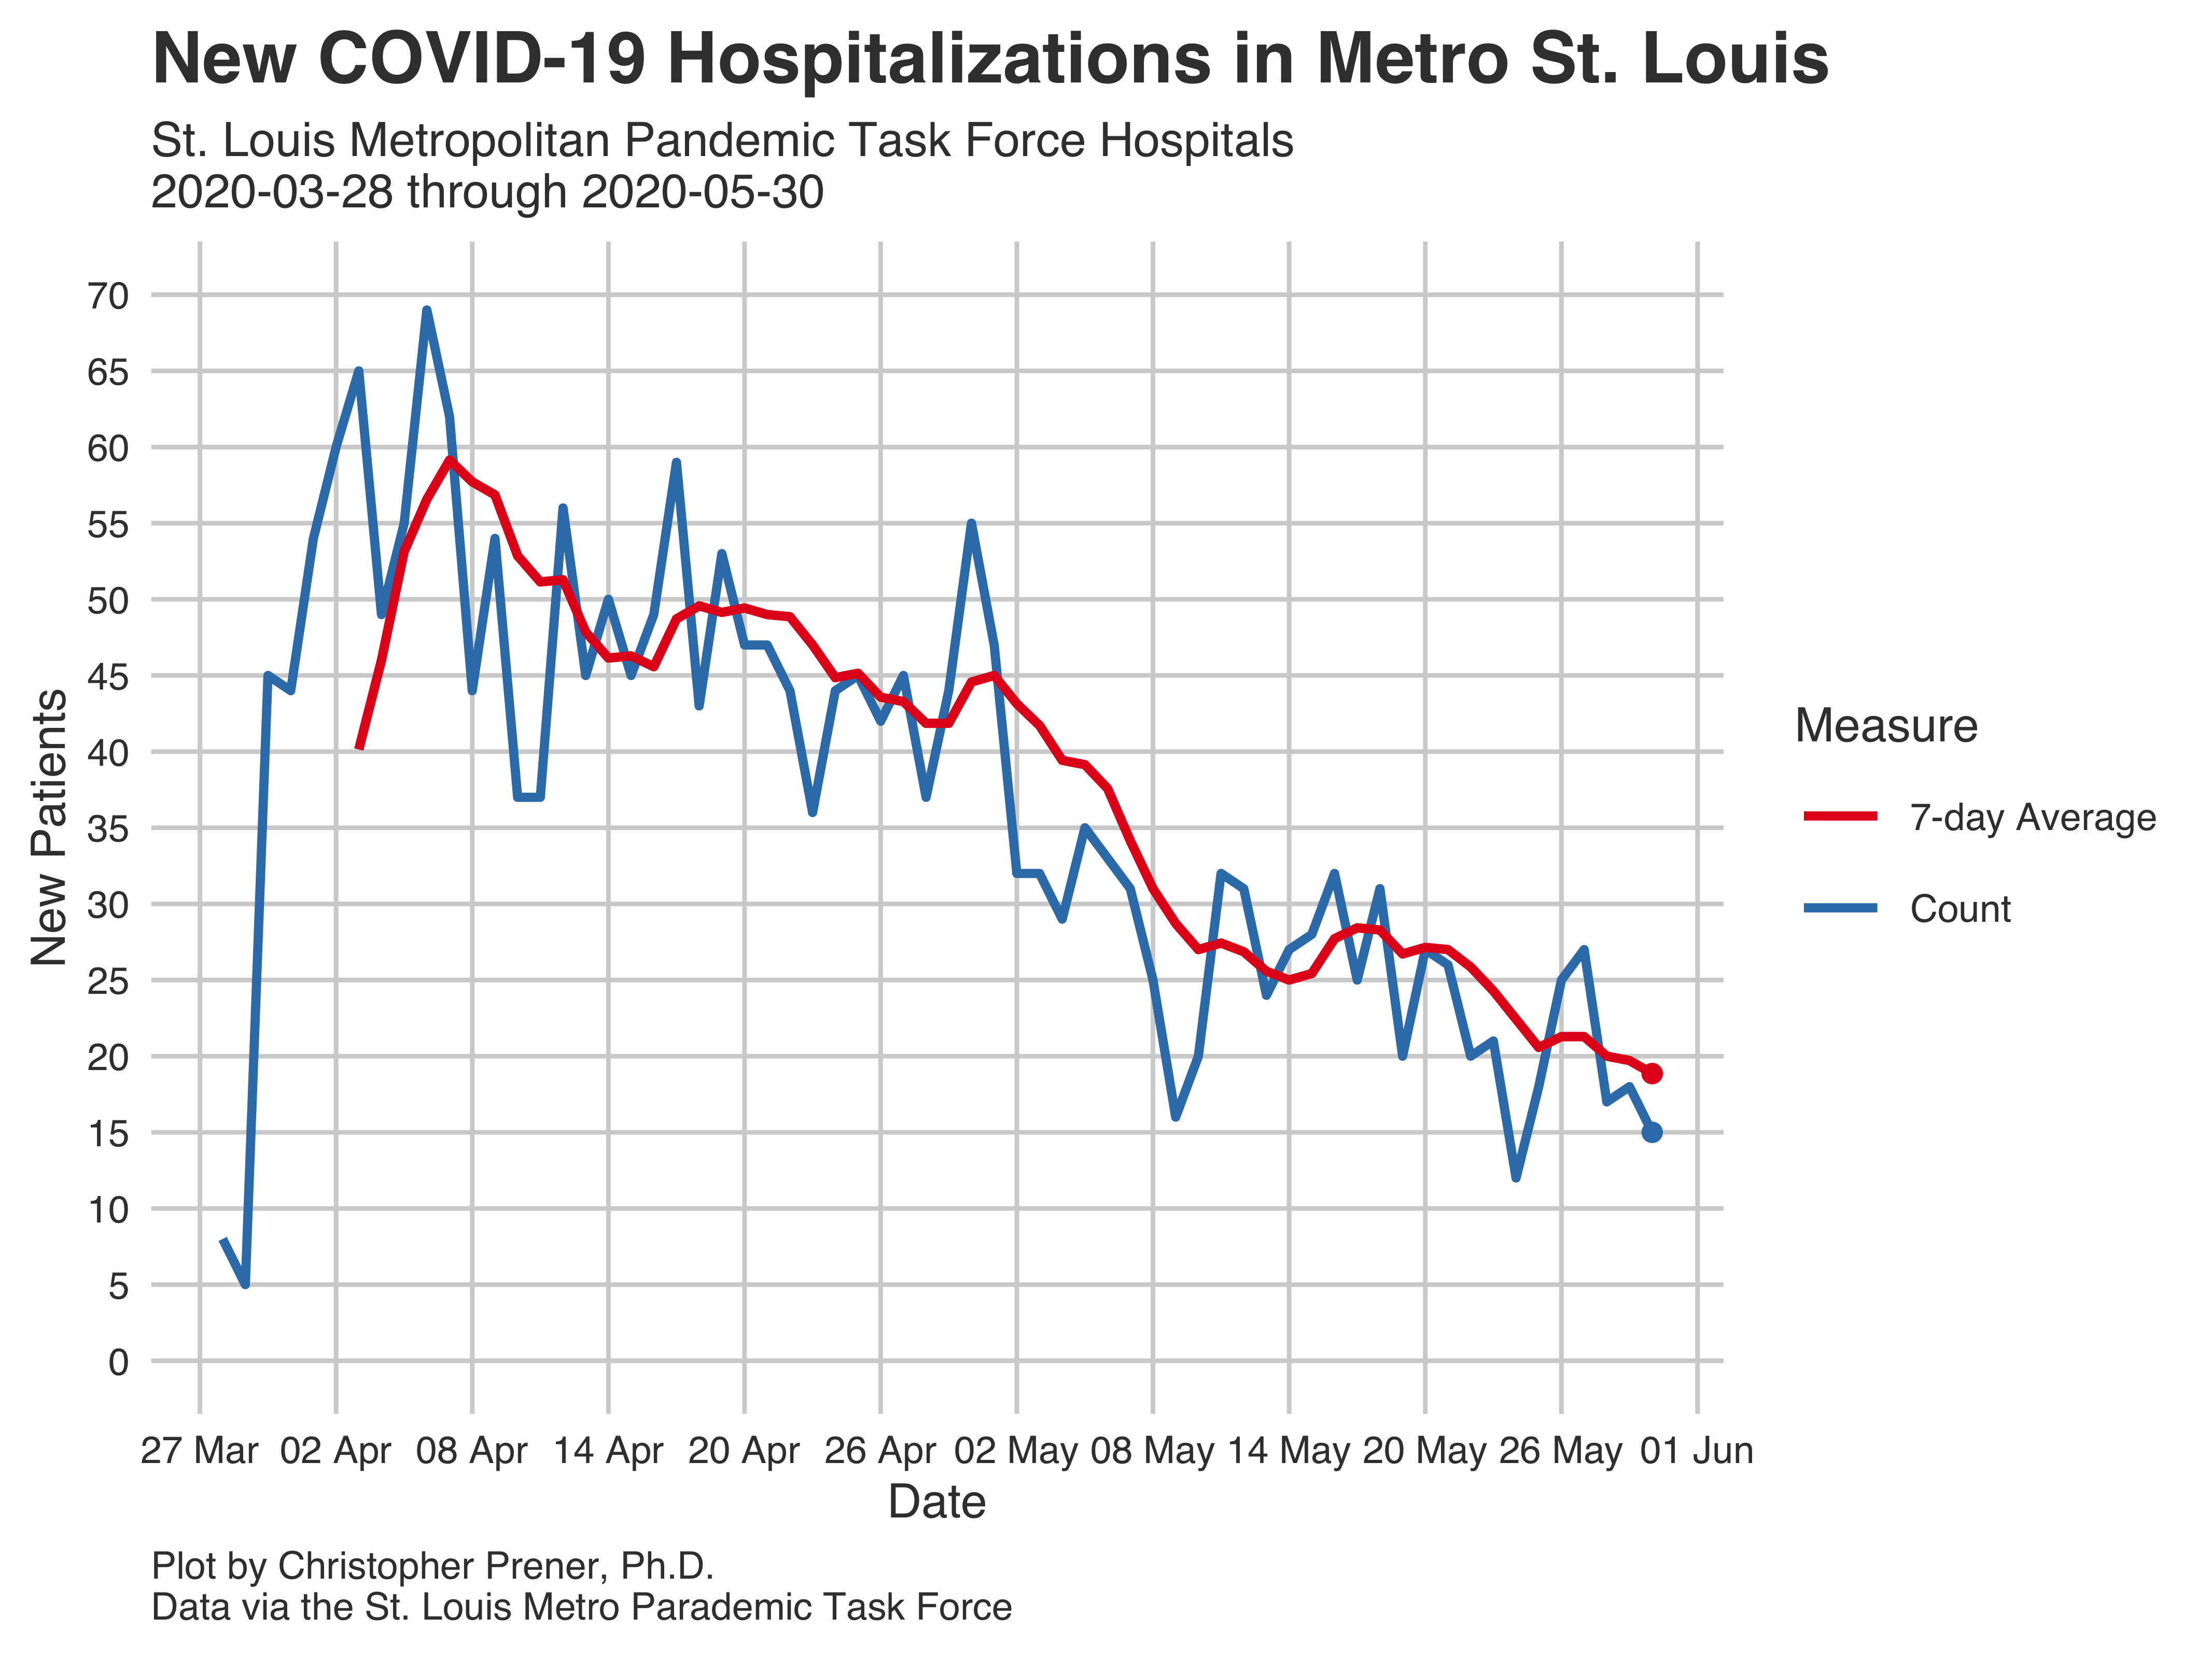 New COVID-19 Hospitalizations in Metro St. Louis
St. Louis Metropolitan Pandemic Task Force Hospitals
2020-03-28 through 2020-05-30
70
65
60
55
50
45
40
35
30
25
20
15
10
5
0
New Patients
27 Mar 02 Apr 08 Apr 14 Apr 20 Apr 26 Apr 02 May 08 May 14 May 20 May 26 May 01 Jun
Date
Measure
7-day Average
Count
Plot by Christopher Prener, Ph.D.
Data via the St. Louis Metro Parademic Task Force